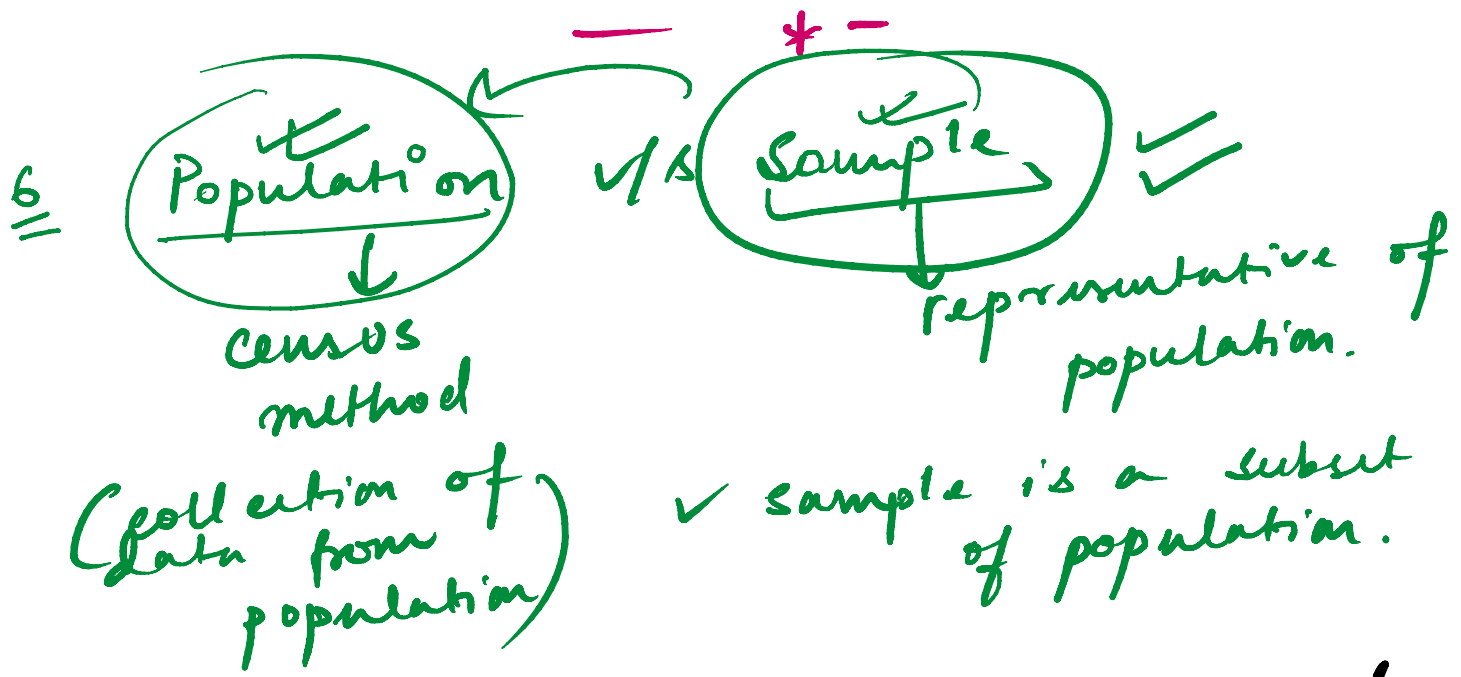 6 Population v/s Sample
census
method
(collection of
data from
population)
representative of
population.
✓ sample is a subset
of population.